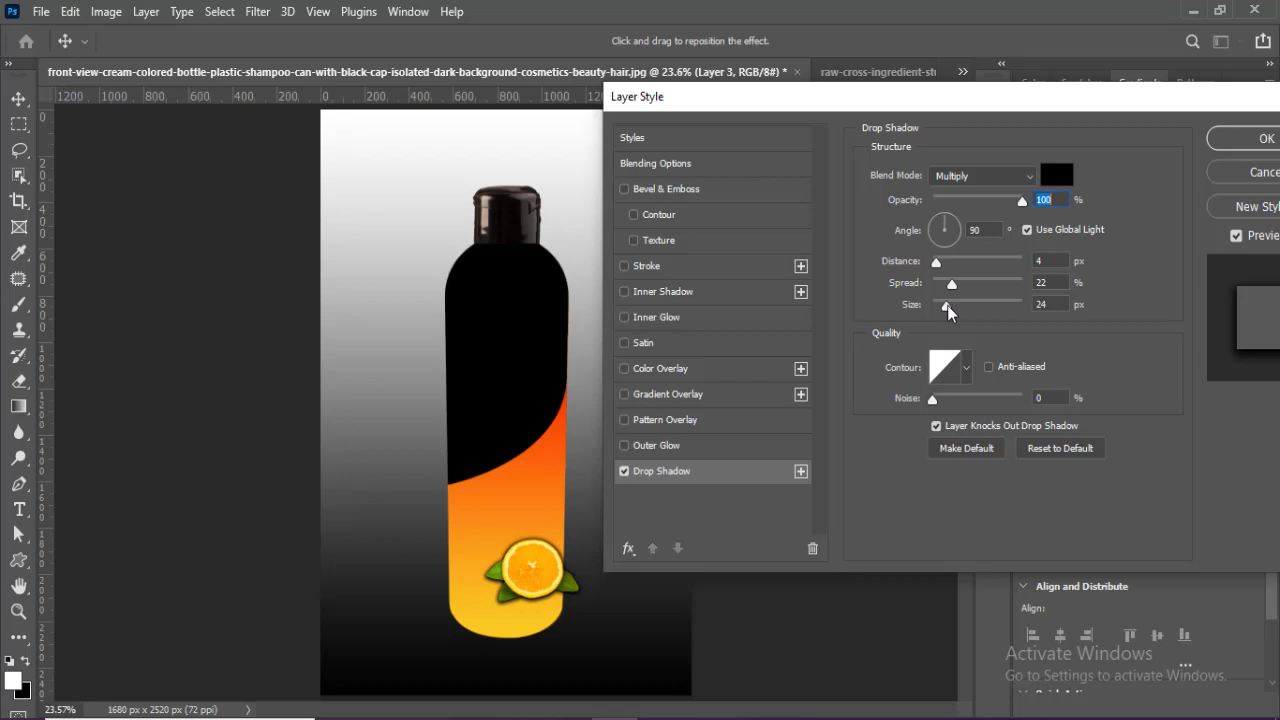 Ps File Edit Image Layer Type Select Filter 3D View Plugins Window Help
Click and drag to reposition the effect.
front-view-cream-colored-bottle-plastic-shampoo-can-with-black-cap-isolated-dark-background-cosmetics-beauty-hair.jpg @ 23.6% (Layer 3, RGB/8#) * ×
raw-cross-ingredient-stu
1200 1000 800 600 400 200 0 200 400 600 800 1000 12
Layer Style
Styles
Blending Options
Bevel & Emboss
Contour
Texture
Stroke
Inner Shadow
Inner Glow
Satin
Color Overlay
Gradient Overlay
Pattern Overlay
Outer Glow
Drop Shadow
fx
Drop Shadow
Structure
Blend Mode: Multiply
Opacity: 100 %
Angle: 90 ° Use Global Light
Distance: 4 px
Spread: 22 %
Size: 24 px
Quality
Contour: Anti-aliased
Noise: 0 %
Layer Knocks Out Drop Shadow
Make Default Reset to Default
OK
Cance
New Styl
Previe
Align and Distribute
Align:
Activate Windows
Go to Settings to activate Windows.
23.57% 1680 px x 2520 px (72 ppi)